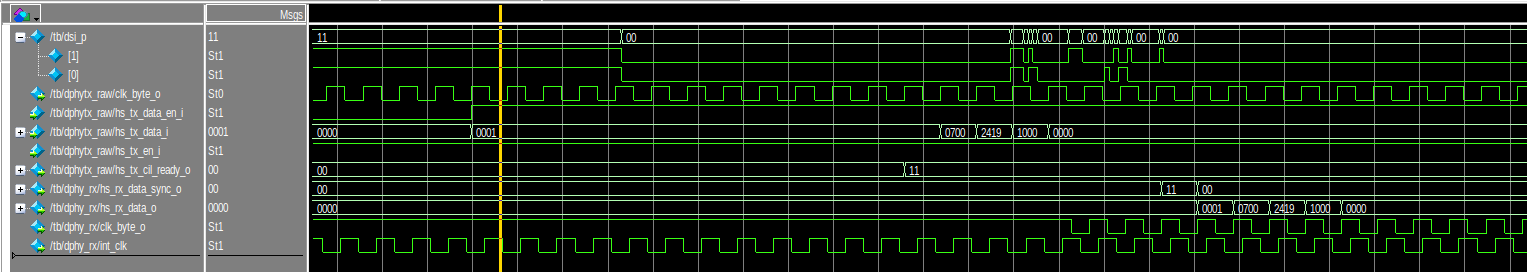 Msgs
/tb/dsi_p 11 11 00 00 00 00 00
[1] St1
[0] St1
/tb/dphytx_raw/clk_byte_o St0
/tb/dphytx_raw/hs_tx_data_en_i St1
/tb/dphytx_raw/hs_tx_data_i 0001 0000 0001 0700 2419 1000 0000
/tb/dphytx_raw/hs_tx_en_i St1
/tb/dphytx_raw/hs_tx_cil_ready_o 00 00 11
/tb/dphy_rx/hs_rx_data_sync_o 00 00 11 00
/tb/dphy_rx/hs_rx_data_o 0000 0000 0001 0700 2419 1000 0000
/tb/dphy_rx/clk_byte_o St1
/tb/dphy_rx/int_clk St1